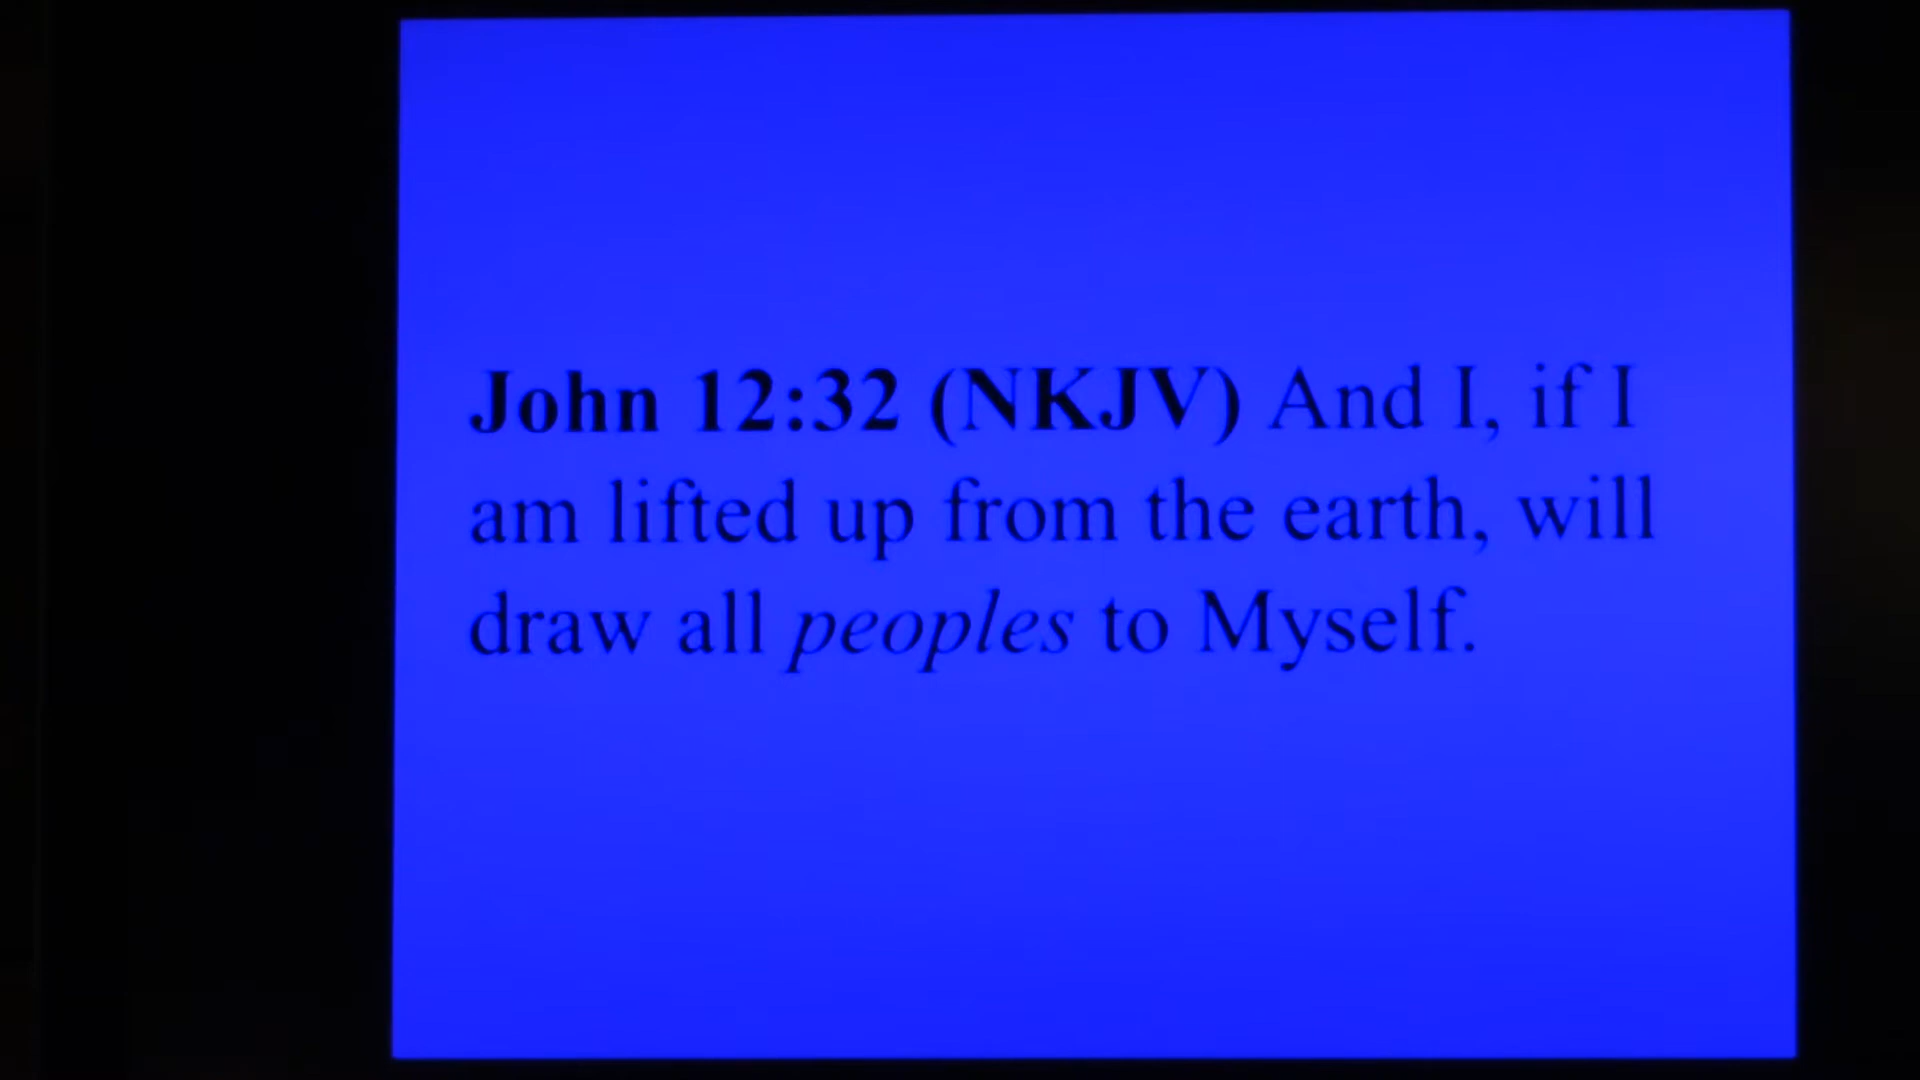 John 12:32 (NKJV) And I, if I
am lifted up from the earth, will
draw all peoples to Myself.